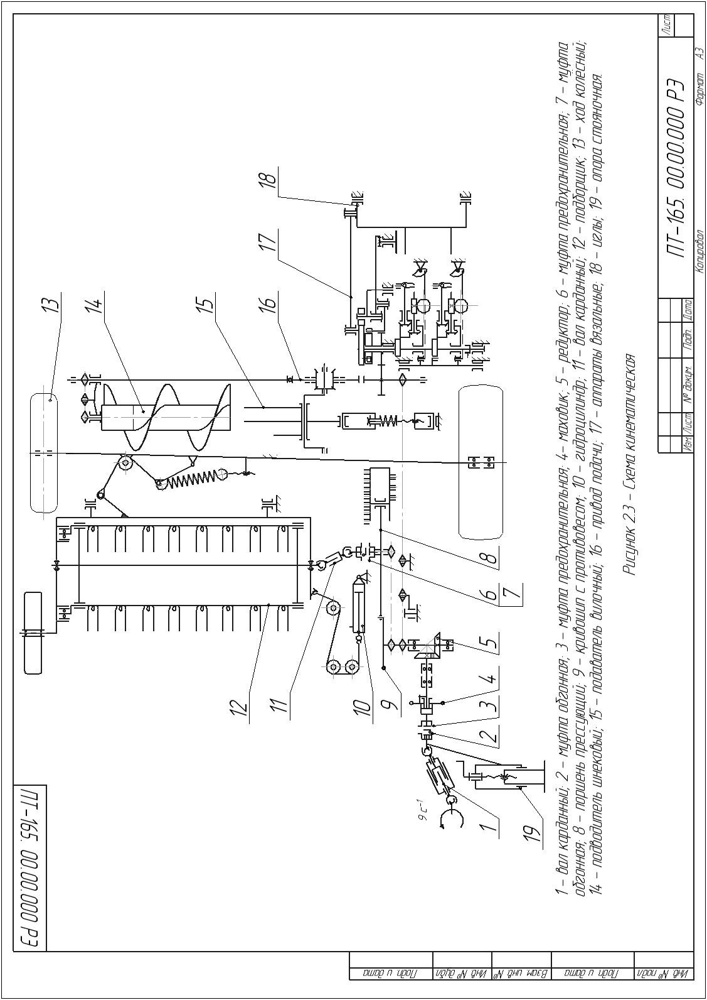 ПТ-165. 00.00.000 РЭ
13
14
15
16
17
18
12
11
10
9
8
6
7
5
4
3
2
1
19
9 с-1
1 – вал карданный; 2 – муфта обгонная; 3 – муфта предохранительная; 4– маховик; 5 – редуктор; 6 – муфта предохранительная; 7 – муфта
обгонная; 8 – поршень прессующий; 9 – кривошип с противовесом; 10 – гидроцилиндр; 11 – вал карданный; 12 – подборщик; 13 – ход колесный;
14 – подводитель шнековый; 15 – подаватель вилочный; 16 – привод подачи; 17 – аппараты вязальные; 18 – иглы; 19 – опора стояночная.
Рисунок 2.3 – Схема кинематическая
Изм. Лист № докум. Подп. Дата
ПТ-165. 00.00.000 РЭ
Лист
Копировал
Формат А3
Инв. № подл.
Подп. и дата
Взам. инв. №
Инв. № дубл.
Подп. и дата